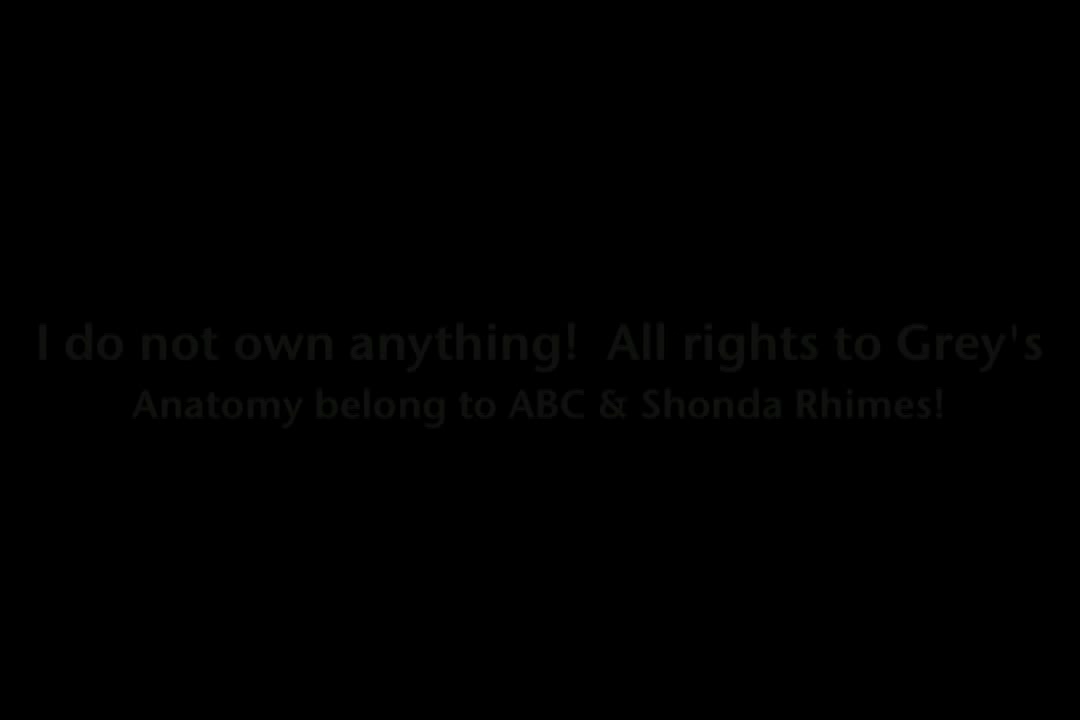 I do not own anything!  All rights to Grey's
Anatomy belong to ABC & Shonda Rhimes!